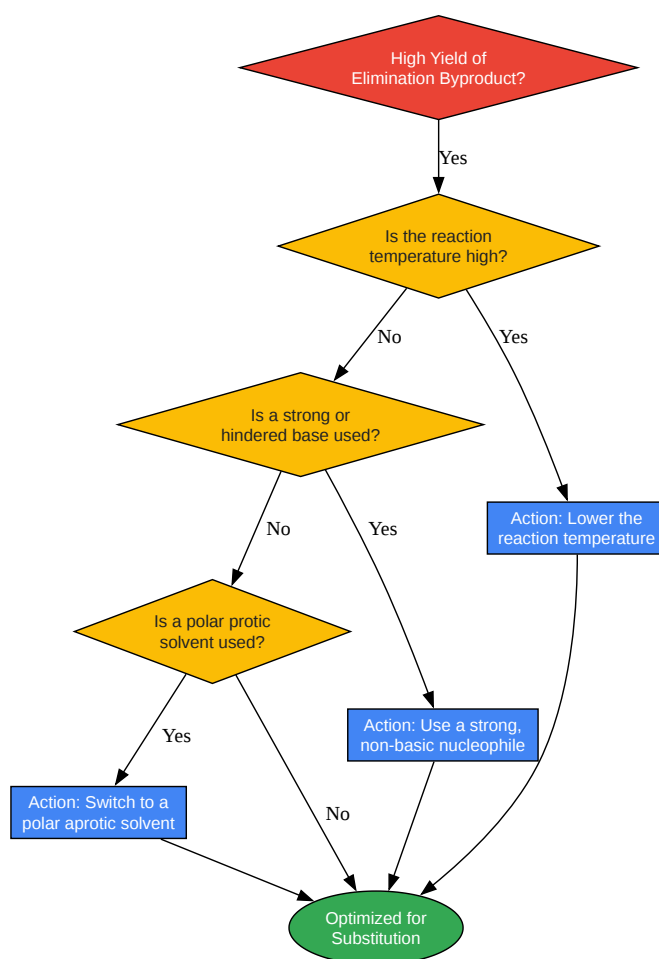 High Yield of
Elimination Byproduct?
Yes
Is the reaction
temperature high?
No
Yes
Is a strong or
hindered base used?
Action: Lower the
reaction temperature
No
Yes
Is a polar protic
solvent used?
Action: Use a strong,
non-basic nucleophile
Yes
Action: Switch to a
polar aprotic solvent
No
Optimized for
Substitution